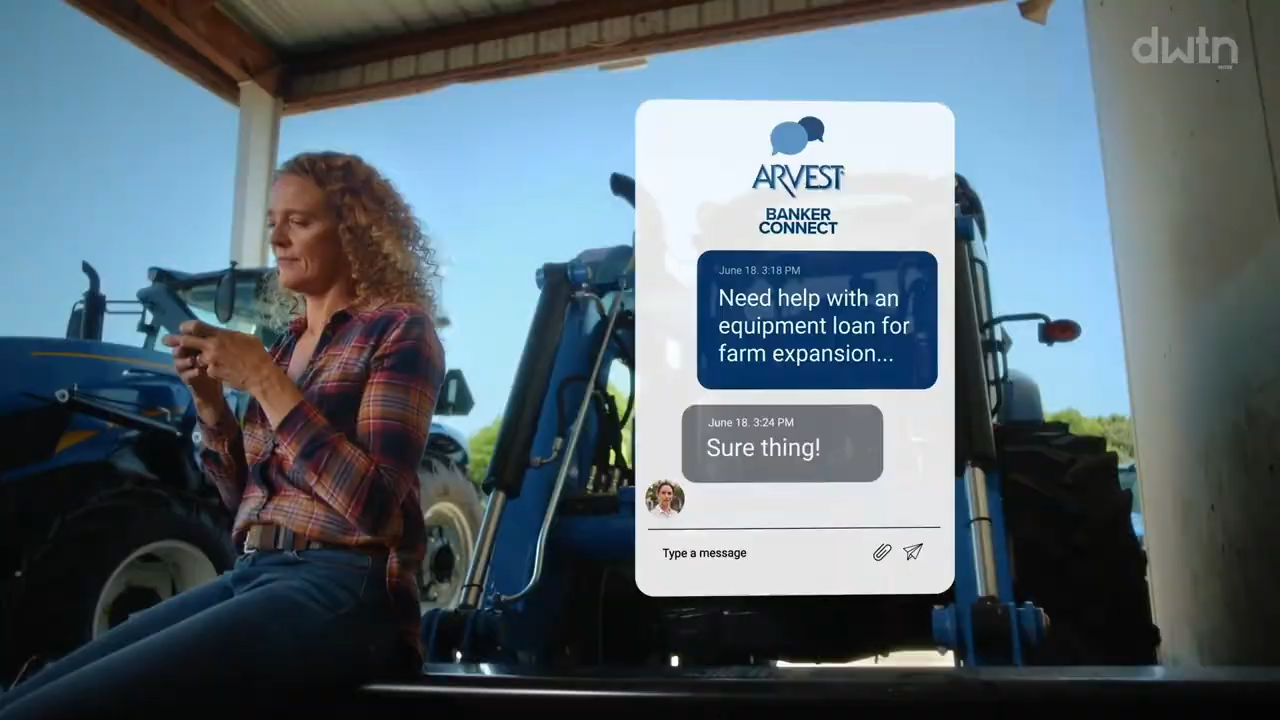 dwtn
ARVEST
BANKER
CONNECT
June 18. 3:18 PM
Need help with an
equipment loan for
farm expansion...
June 18. 3:24 PM
Sure thing!
Type a message